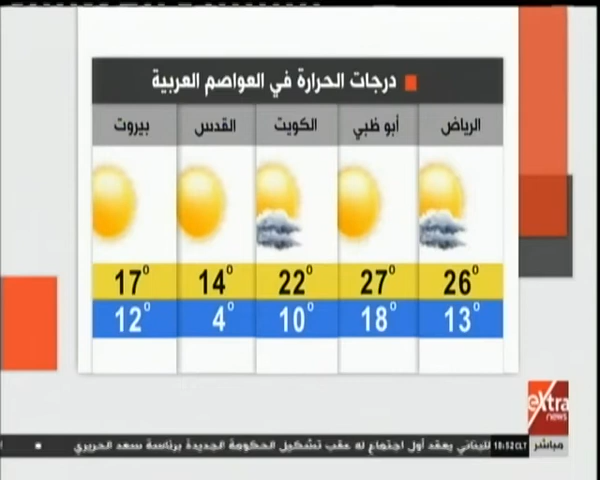 درجات الحرارة في العواصم العربية
الرياض أبو ظبي الكويت القدس بيروت
26° 27° 22° 14° 17°
13° 18° 10° 4° 12°
eXtra
news
مباشر
18:52 CLT
اللبناني يعقد أول اجتماع له عقب تشكيل الحكومة الجديدة برئاسة سعد الحريري